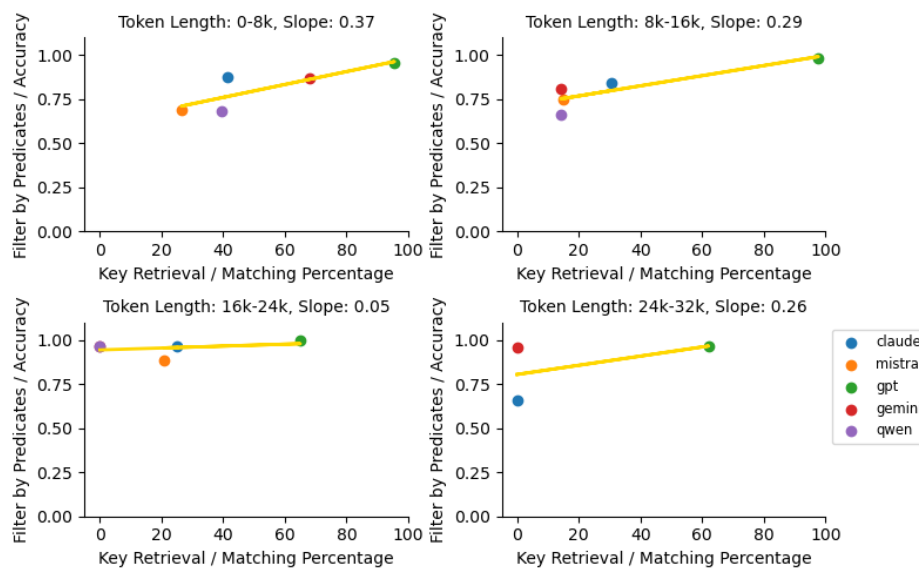 Token Length: 0-8k, Slope: 0.37
1.00
0.75
0.50
0.25
0.00
Filter by Predicates / Accuracy
0 20 40 60 80 100
Key Retrieval / Matching Percentage
Token Length: 8k-16k, Slope: 0.29
1.00
0.75
0.50
0.25
0.00
Filter by Predicates / Accuracy
0 20 40 60 80 100
Key Retrieval / Matching Percentage
Token Length: 16k-24k, Slope: 0.05
1.00
0.75
0.50
0.25
0.00
Filter by Predicates / Accuracy
0 20 40 60 80 100
Key Retrieval / Matching Percentage
Token Length: 24k-32k, Slope: 0.26
1.00
0.75
0.50
0.25
0.00
Filter by Predicates / Accuracy
0 20 40 60 80 100
Key Retrieval / Matching Percentage
claude
mistra
gpt
gemin
qwen